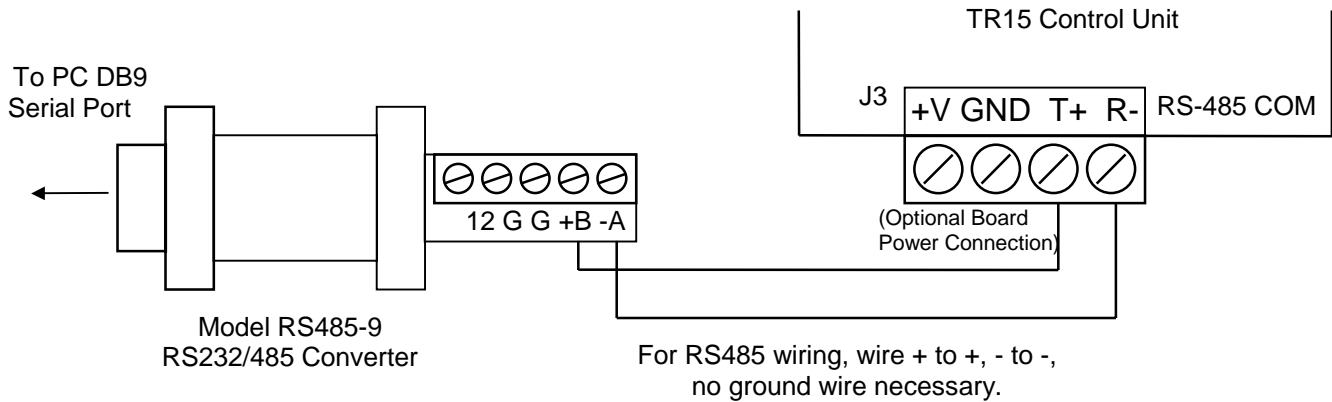 TR15 Control Unit
To PC DB9
Serial Port
J3
+V GND T+ R-
RS-485 COM
12 G G +B -A
(Optional Board
Power Connection)
Model RS485-9
RS232/485 Converter
For RS485 wiring, wire + to +, - to -,
no ground wire necessary.